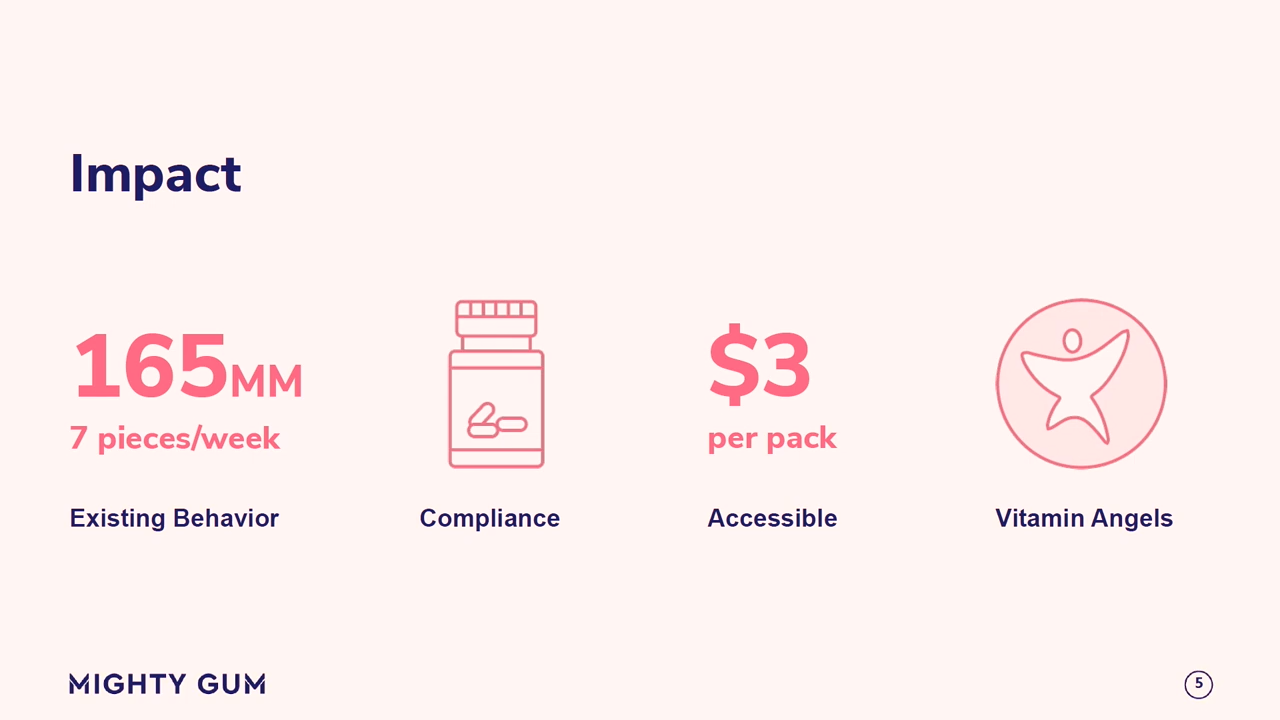 Impact
165MM
7 pieces/week
Existing Behavior
Compliance
$3
per pack
Accessible
Vitamin Angels
MIGHTY GUM
5